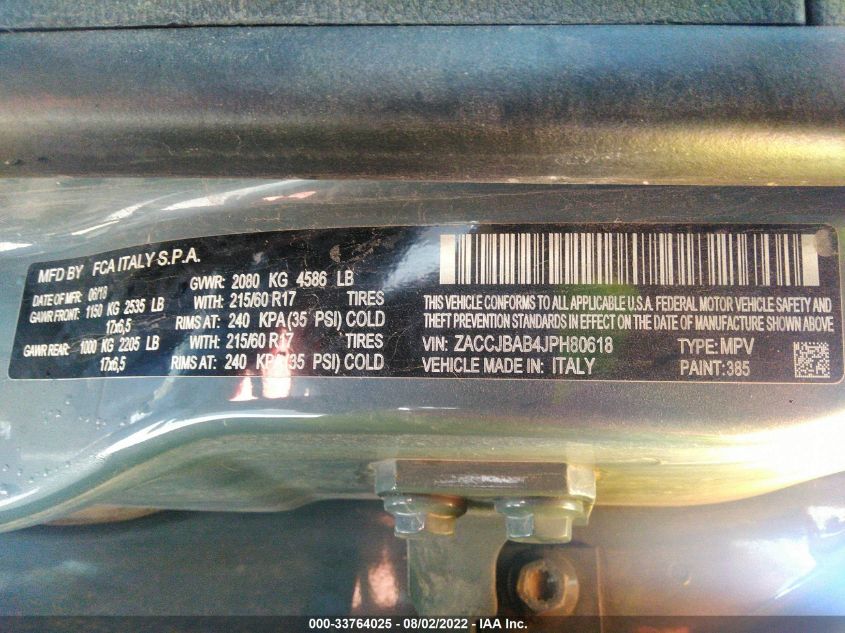 MFD BY FCA ITALY S.P.A.
DATE OF MFR 06/18 GVWR: 2080 KG 4586 LB
GAWR FRONT: 1150 KG 2535 LB WITH: 215/60 R17 TIRES
17x6,5 RIMS AT: 240 KPA(35 PSI) COLD
GAWR REAR: 1000 KG 2205 LB WITH: 215/60 R17 TIRES
17x6,5 RIMS AT: 240 KPA(35 PSI) COLD
THIS VEHICLE CONFORMS TO ALL APPLICABLE U.S.A. FEDERAL MOTOR VEHICLE SAFETY AND
THEFT PREVENTION STANDARDS IN EFFECT ON THE DATE OF MANUFACTURE SHOWN ABOVE
VIN: ZACCJBAB4JPH80618 TYPE: MPV
VEHICLE MADE IN: ITALY PAINT: 385
000-33764025 - 08/02/2022 - IAA Inc.